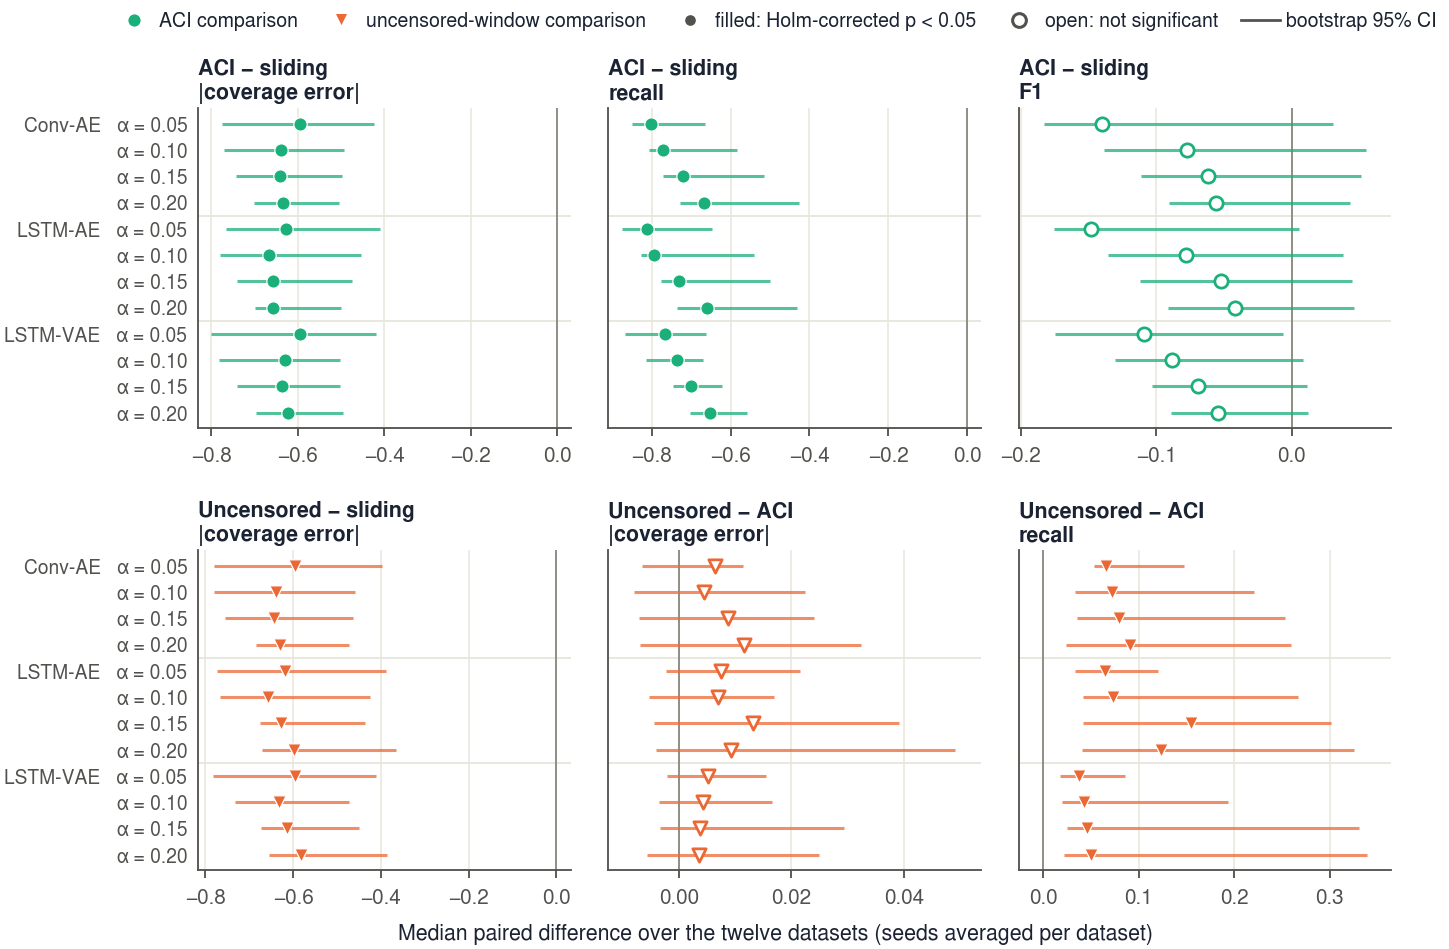 ACI comparison
uncensored-window comparison
filled: Holm-corrected p < 0.05
open: not significant
bootstrap 95% CI
ACI – sliding
|coverage error|
ACI – sliding
recall
ACI – sliding
F1
Conv-AE α = 0.05
α = 0.10
α = 0.15
α = 0.20
LSTM-AE α = 0.05
α = 0.10
α = 0.15
α = 0.20
LSTM-VAE α = 0.05
α = 0.10
α = 0.15
α = 0.20
−0.8 −0.6 −0.4 −0.2 0.0
−0.8 −0.6 −0.4 −0.2 0.0
−0.2 −0.1 0.0
Uncensored – sliding
|coverage error|
Uncensored – ACI
|coverage error|
Uncensored – ACI
recall
Conv-AE α = 0.05
α = 0.10
α = 0.15
α = 0.20
LSTM-AE α = 0.05
α = 0.10
α = 0.15
α = 0.20
LSTM-VAE α = 0.05
α = 0.10
α = 0.15
α = 0.20
−0.8 −0.6 −0.4 −0.2 0.0
0.00 0.02 0.04
0.0 0.1 0.2 0.3
Median paired difference over the twelve datasets (seeds averaged per dataset)